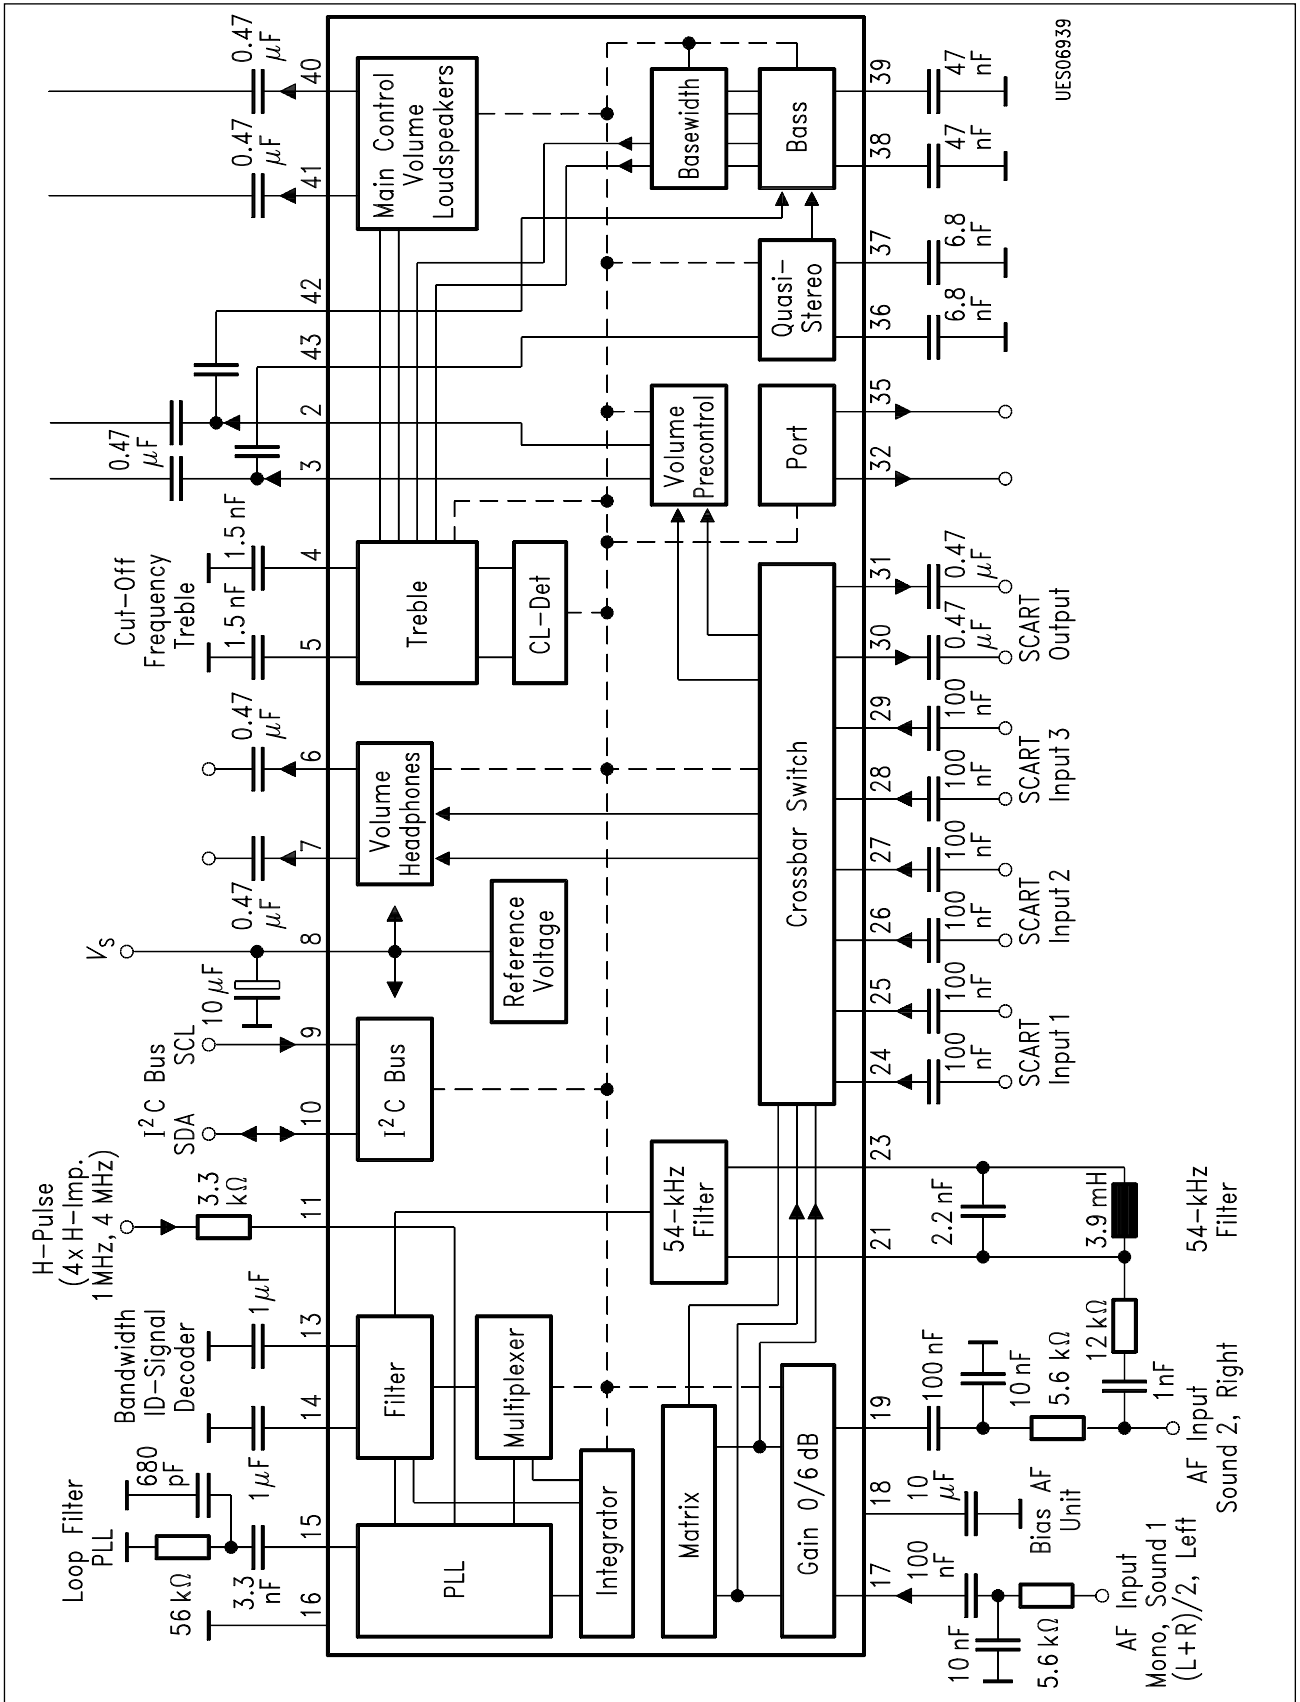 Loop Filter
PLL
680
pF
56 kΩ
3.3
nF
1 µF
Bandwidth
ID-Signal
Decoder
1 µF
H-Pulse
(4x H-Imp.
1 MHz, 4 MHz)
3.3
kΩ
I²C Bus
SDA
SCL
10 µF
VS
0.47
µF
0.47
µF
Cut-Off
Frequency
Treble
1.5 nF
1.5 nF
0.47
µF
0.47
µF
0.47
µF
16
15
14
13
11
10
9
8
7
6
5
4
3
2
43
42
41
40
PLL
Filter
Multiplexer
Integrator
I²C Bus
Reference
Voltage
Volume
Headphones
Treble
CL-Det
Main Control
Volume
Loudspeakers
Matrix
Gain 0/6 dB
54-kHz
Filter
Crossbar Switch
Volume
Precontrol
Port
Quasi-
Stereo
Basewidth
Bass
17
18
19
21
23
24
25
26
27
28
29
30
31
32
35
36
37
38
39
100
nF
10 nF
5.6 kΩ
AF Input
Mono, Sound 1
(L+R)/2, Left
10
µF
Bias AF
Unit
100 nF
10 nF
5.6 kΩ
12 kΩ
1 nF
AF Input
Sound 2, Right
2.2 nF
3.9 mH
54-kHz
Filter
100
nF
100
nF
SCART
Input 1
100
nF
100
nF
SCART
Input 2
100
nF
100
nF
SCART
Input 3
0.47
µF
0.47
µF
SCART
Output
6.8
nF
6.8
nF
47
nF
47
nF
UES06939